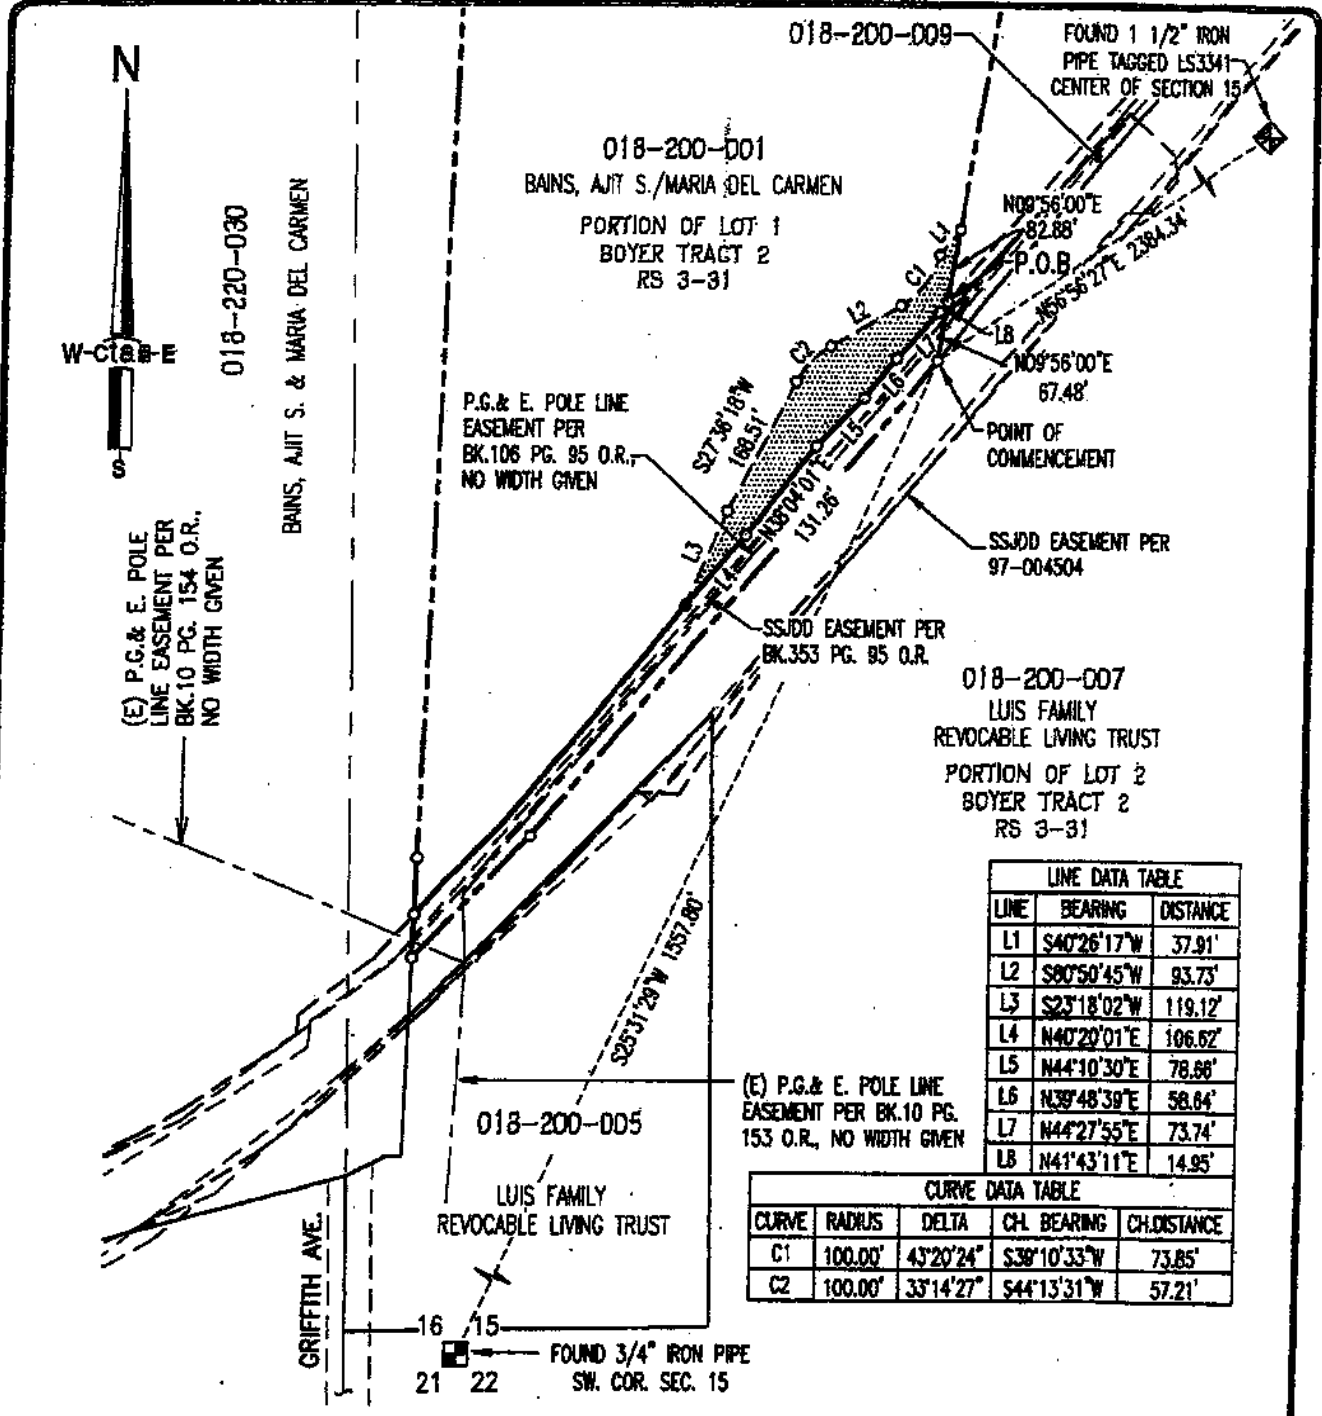 N
W
E
S
018-220-030
BAINS, AJIT S. & MARIA DEL CARMEN
018-200-001
BAINS, AJIT S./MARIA DEL CARMEN
PORTION OF LOT 1
BOYER TRACT 2
RS 3-31
018-200-009
FOUND 1 1/2" IRON
PIPE TAGGED LS3341
CENTER OF SECTION 15
N09°56'00"E
82.88'
P.O.B.
N56°56'27"E 2384.34'
L1
C1
L2
C2
L8
L7
L6
L5
L4
L3
N09°56'00"E
67.48'
POINT OF
COMMENCEMENT
S27°36'18"W
168.51'
N38°04'01"E
131.26'
P.G.& E. POLE LINE
EASEMENT PER
BK.106 PG. 95 O.R.,
NO WIDTH GIVEN
(E) P.G.& E. POLE
LINE EASEMENT PER
BK.10 PG. 154 O.R.,
NO WIDTH GIVEN
SSJDD EASEMENT PER
97-004504
SSJDD EASEMENT PER
BK.353 PG. 95 O.R.
018-200-007
LUIS FAMILY
REVOCABLE LIVING TRUST
PORTION OF LOT 2
BOYER TRACT 2
RS 3-31
S25°31'29"W 1557.80'
LINE DATA TABLE
LINE BEARING DISTANCE
L1 S40°26'17"W 37.91'
L2 S60°50'45"W 93.73'
L3 S23°18'02"W 119.12'
L4 N40°20'01"E 106.62'
L5 N44°10'30"E 78.66'
L6 N39°48'39"E 58.64'
L7 N44°27'55"E 73.74'
L8 N41°43'11"E 14.95'
(E) P.G.& E. POLE LINE
EASEMENT PER BK.10 PG.
153 O.R., NO WIDTH GIVEN
018-200-005
LUIS FAMILY
REVOCABLE LIVING TRUST
CURVE DATA TABLE
CURVE RADIUS DELTA CH. BEARING CH.DISTANCE
C1 100.00' 43°20'24" S39°10'33"W 73.85'
C2 100.00' 33°14'27" S44°13'31"W 57.21'
GRIFFITH AVE.
16 15
21 22
FOUND 3/4" IRON PIPE
SW. COR. SEC. 15